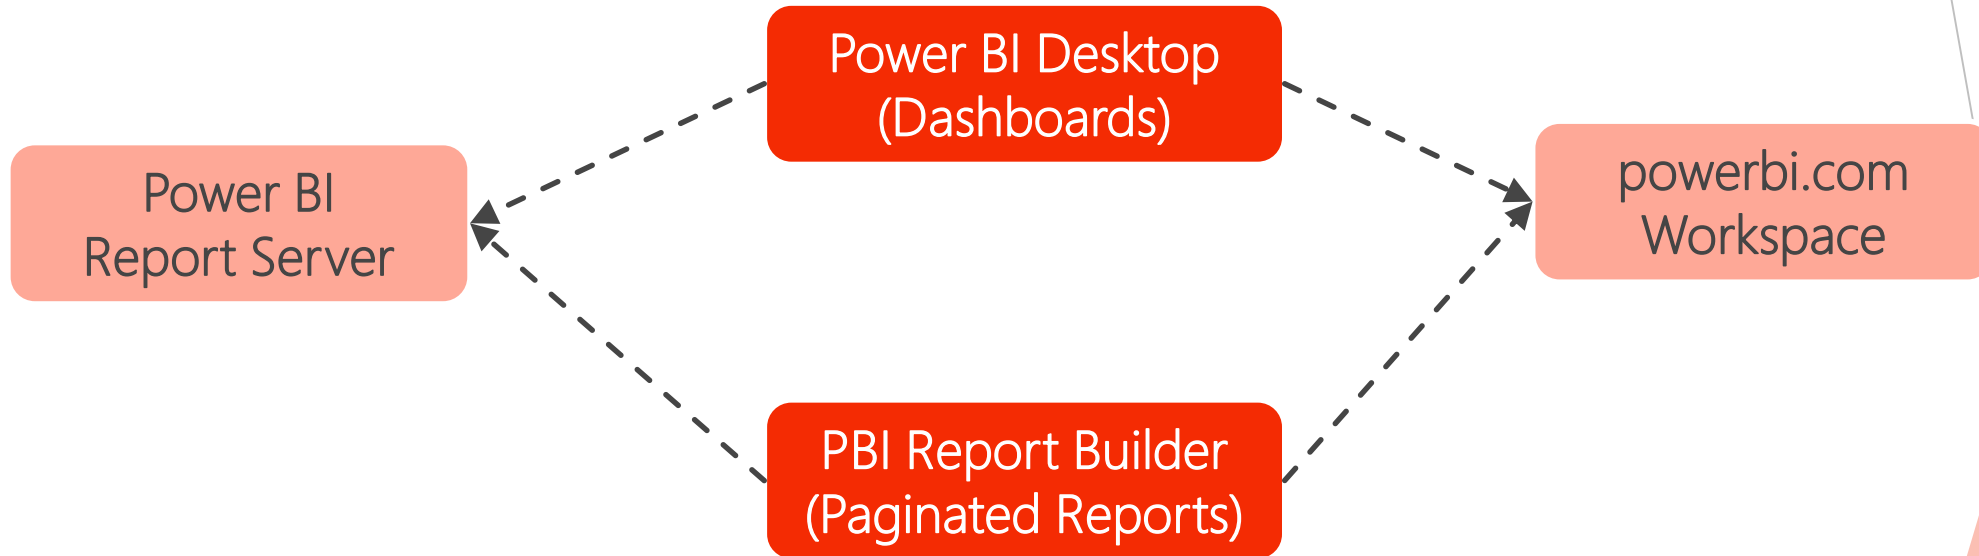 Power BI Desktop
(Dashboards)
Power BI
Report Server
powerbi.com
Workspace
PBI Report Builder
(Paginated Reports)